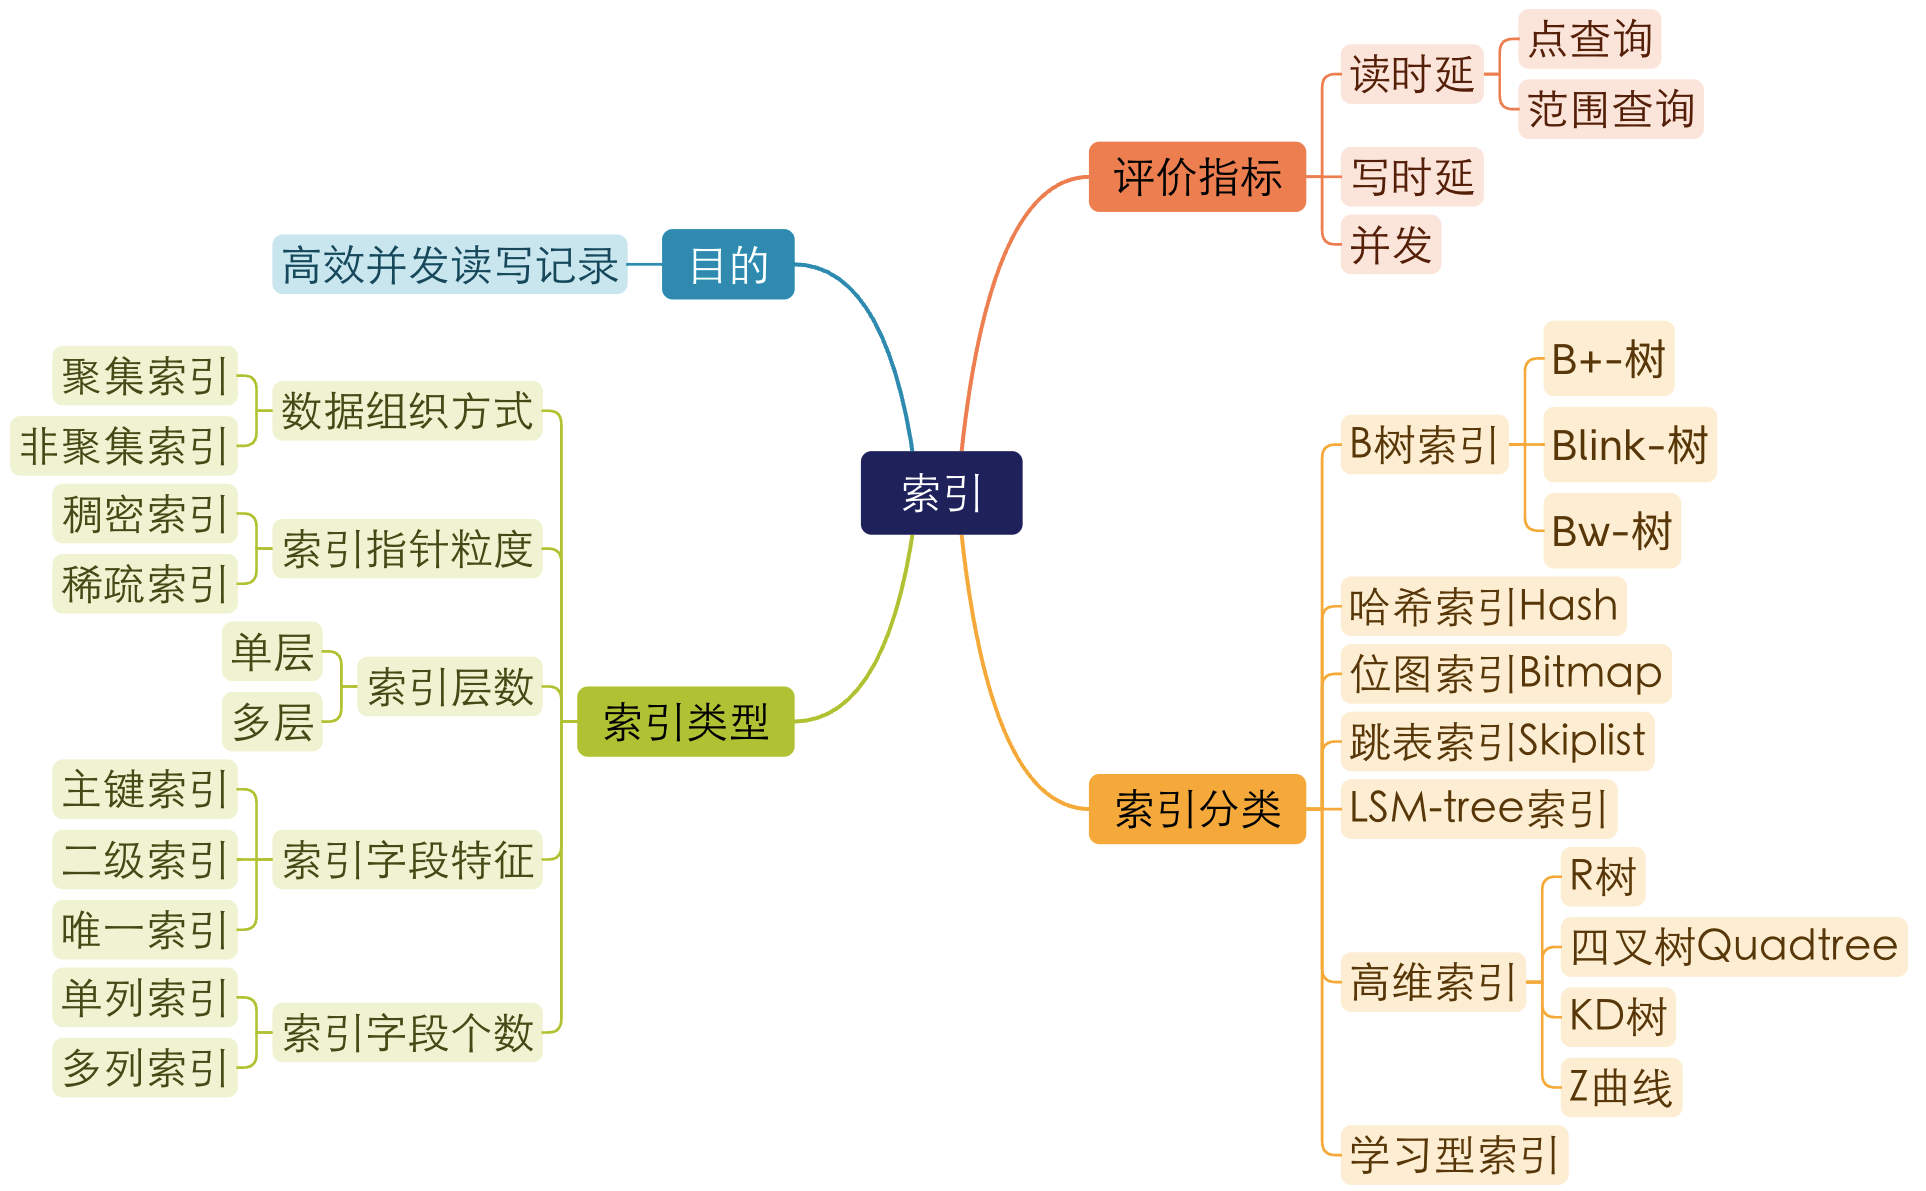 索引
目的
高效并发读写记录
评价指标
读时延
点查询
范围查询
写时延
并发
索引类型
数据组织方式
聚集索引
非聚集索引
索引指针粒度
稠密索引
稀疏索引
索引层数
单层
多层
索引字段特征
主键索引
二级索引
唯一索引
索引字段个数
单列索引
多列索引
索引分类
B树索引
B+-树
Blink-树
Bw-树
哈希索引Hash
位图索引Bitmap
跳表索引Skiplist
LSM-tree索引
高维索引
R树
四叉树Quadtree
KD树
Z曲线
学习型索引